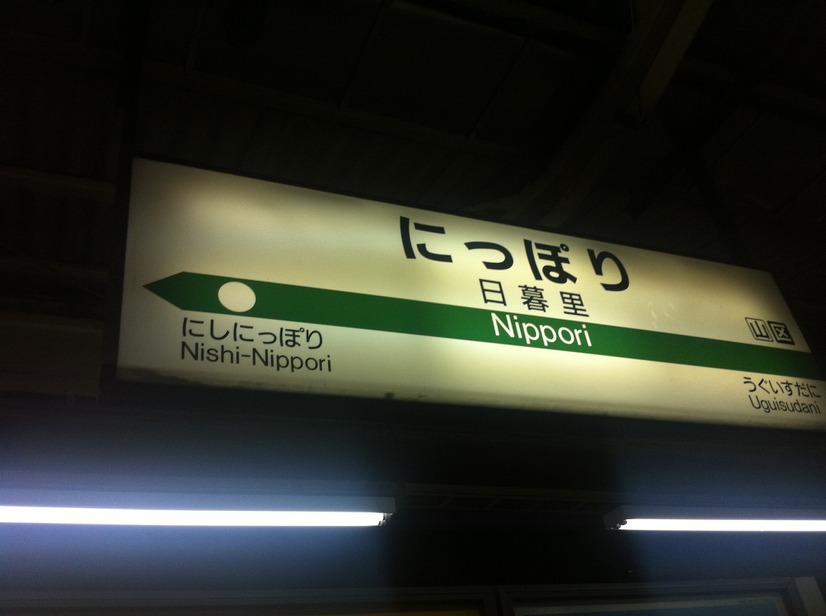 にっぽり
日暮里
Nippori
山区
にしにっぽり
Nishi-Nippori
うぐいすだに
Uguisudani